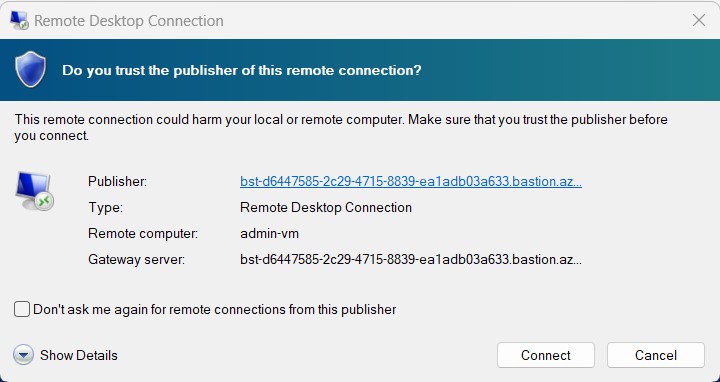 Remote Desktop Connection
Do you trust the publisher of this remote connection?
This remote connection could harm your local or remote computer. Make sure that you trust the publisher before
you connect.
Publisher: bst-d6447585-2c29-4715-8839-ea1adb03a633.bastion.az...
Type: Remote Desktop Connection
Remote computer: admin-vm
Gateway server: bst-d6447585-2c29-4715-8839-ea1adb03a633.bastion.az...
Don't ask me again for remote connections from this publisher
Show Details Connect Cancel